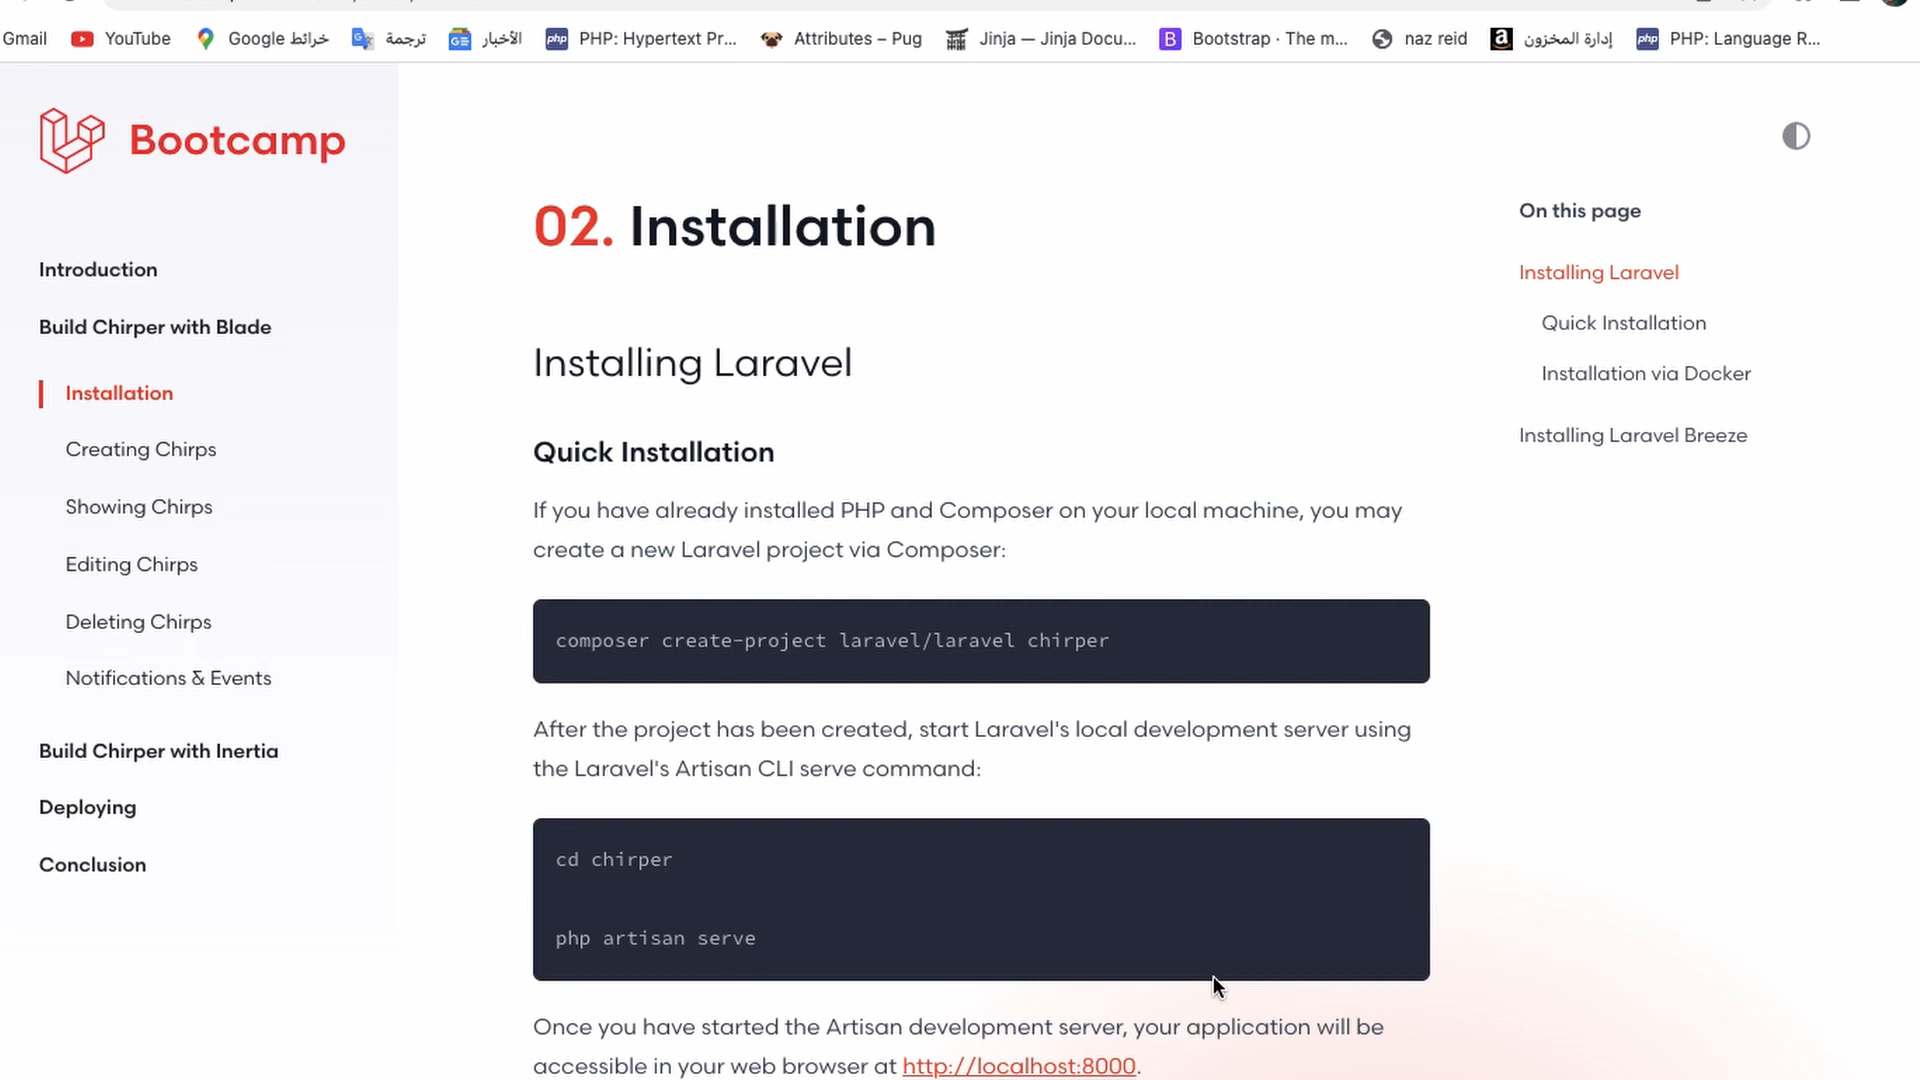 Gmail
YouTube
خرائط Google
ترجمة
الأخبار
PHP: Hypertext Pr...
Attributes – Pug
Jinja — Jinja Docu...
Bootstrap · The m...
naz reid
إدارة المخزون
PHP: Language R...
Bootcamp
Introduction
Build Chirper with Blade
Installation
Creating Chirps
Showing Chirps
Editing Chirps
Deleting Chirps
Notifications & Events
Build Chirper with Inertia
Deploying
Conclusion
02. Installation
Installing Laravel
Quick Installation
If you have already installed PHP and Composer on your local machine, you may
create a new Laravel project via Composer:
composer create-project laravel/laravel chirper
After the project has been created, start Laravel's local development server using
the Laravel's Artisan CLI serve command:
cd chirper
php artisan serve
Once you have started the Artisan development server, your application will be
accessible in your web browser at http://localhost:8000.
On this page
Installing Laravel
Quick Installation
Installation via Docker
Installing Laravel Breeze